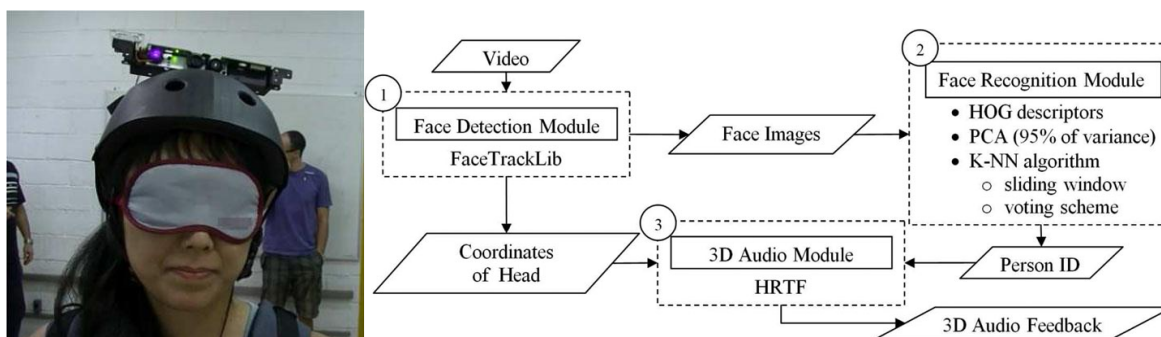 Video
1
Face Detection Module
FaceTrackLib
Face Images
2
Face Recognition Module
• HOG descriptors
• PCA (95% of variance)
• K-NN algorithm
○ sliding window
○ voting scheme
Coordinates
of Head
3
3D Audio Module
HRTF
Person ID
3D Audio Feedback